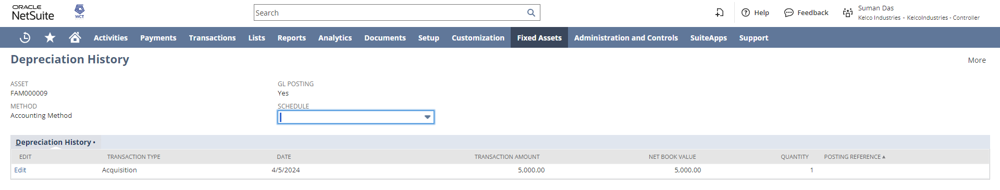 ORACLE
NetSuite
WCT
Search
Help
Feedback
Suman Das
Kelco Industries - KelcoIndustries - Controller
Activities
Payments
Transactions
Lists
Reports
Analytics
Documents
Setup
Customization
Fixed Assets
Administration and Controls
SuiteApps
Support
Depreciation History
More
ASSET
FAM000009
GL POSTING
Yes
METHOD
Accounting Method
SCHEDULE
Depreciation History •
EDIT TRANSACTION TYPE DATE TRANSACTION AMOUNT NET BOOK VALUE QUANTITY POSTING REFERENCE ▲
Edit Acquisition 4/5/2024 5,000.00 5,000.00 1